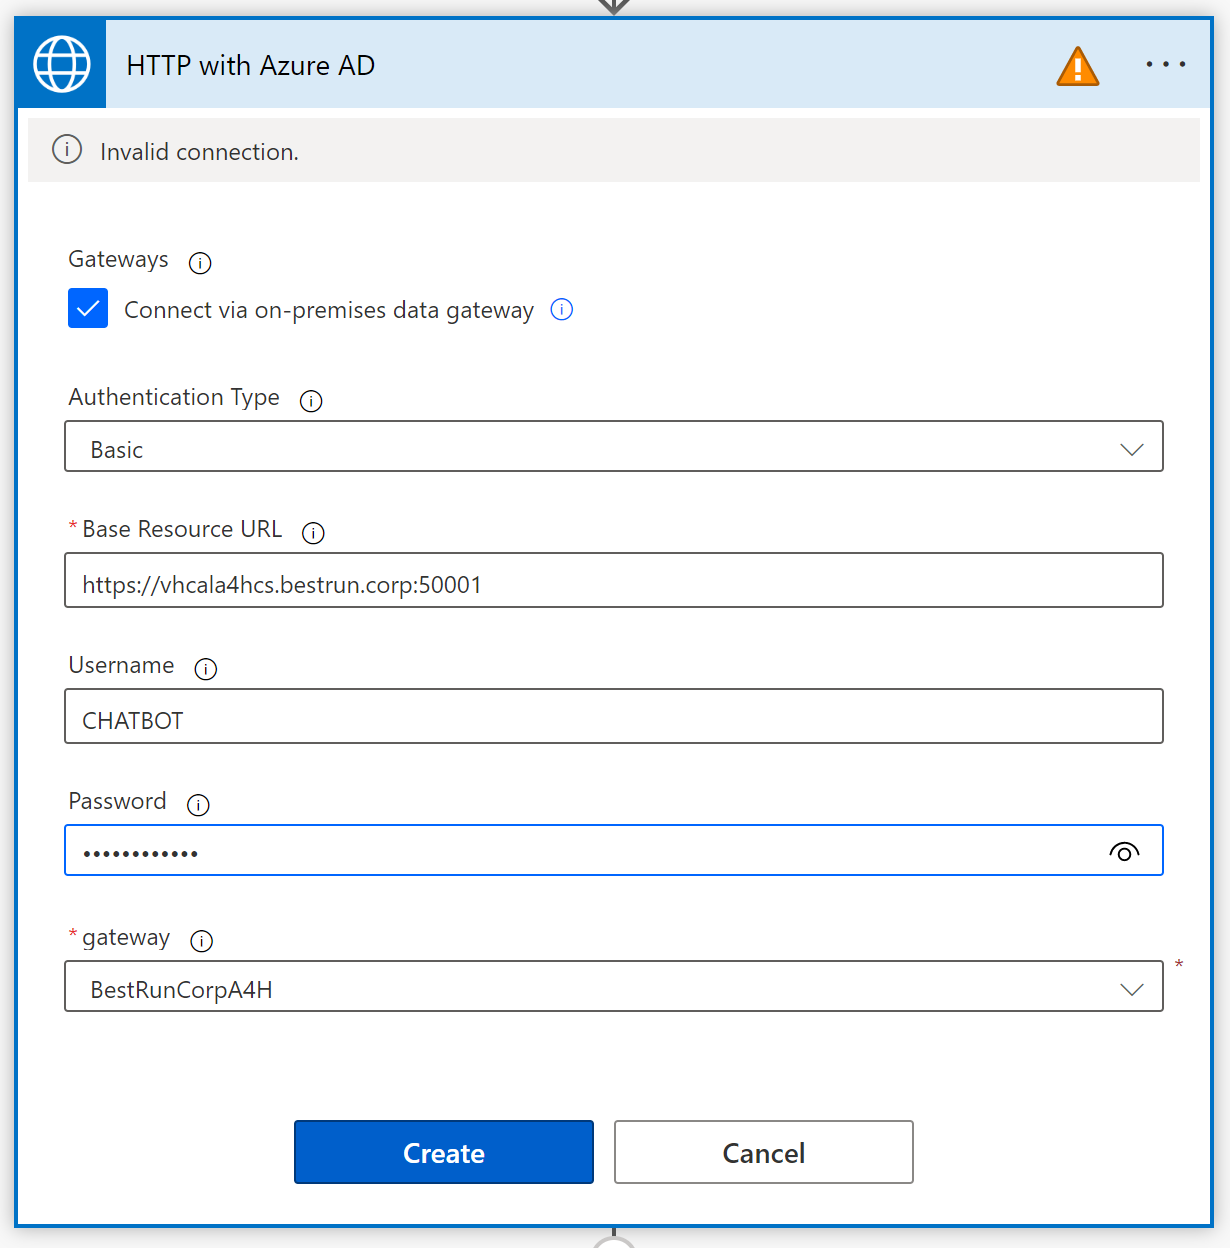 HTTP with Azure AD
Invalid connection.
Gateways
Connect via on-premises data gateway
Authentication Type
Basic
* Base Resource URL
https://vhcala4hcs.bestrun.corp:50001
Username
CHATBOT
Password
••••••••••••
* gateway
BestRunCorpA4H
*
Create
Cancel